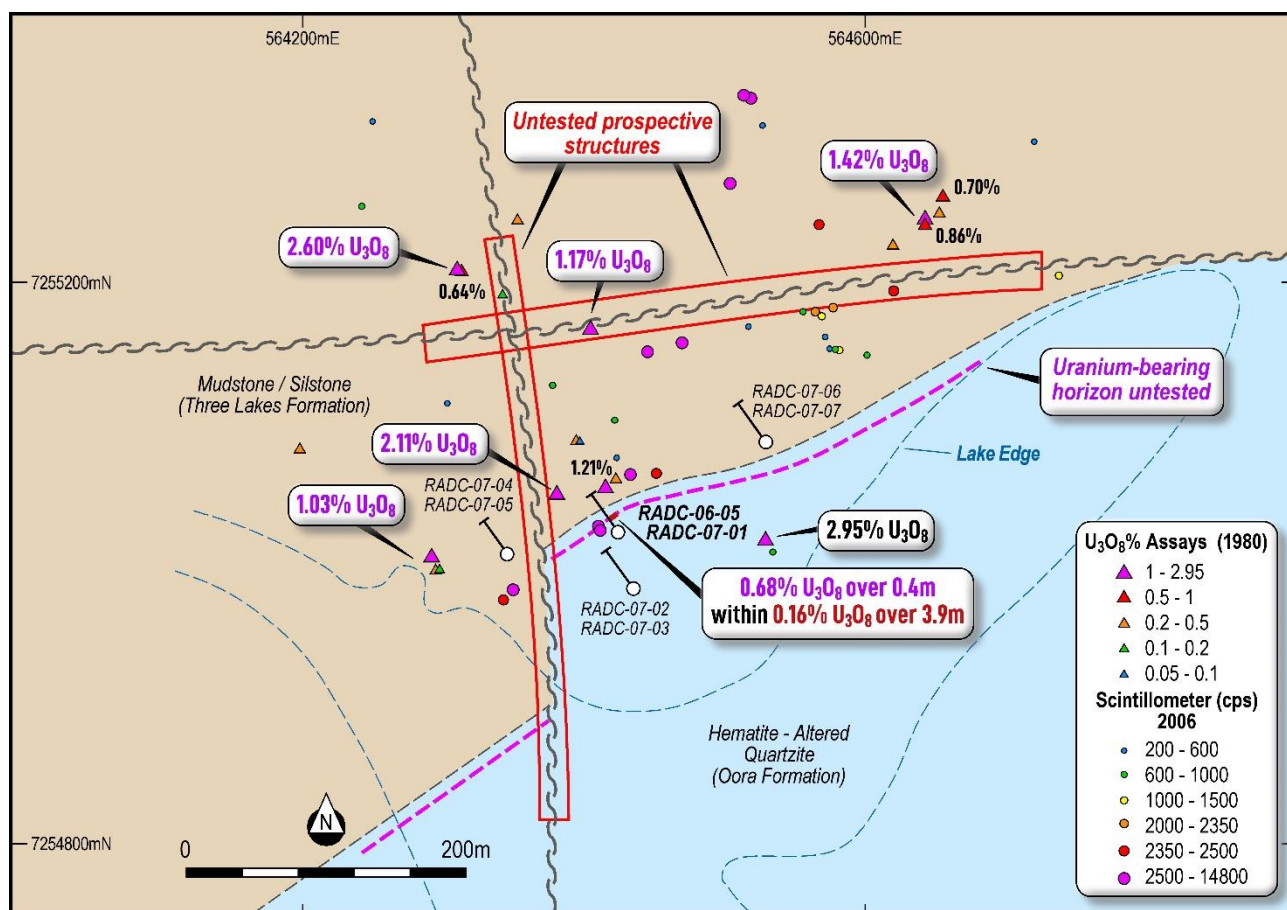 564200mE
564600mE
Untested prospective
structures
1.42% U₃O₈
0.70%
0.86%
2.60% U₃O₈
0.64%
1.17% U₃O₈
7255200mN
Mudstone / Silstone
(Three Lakes Formation)
RADC-07-06
RADC-07-07
Uranium-bearing
horizon untested
2.11% U₃O₈
1.21%
Lake Edge
RADC-07-04
RADC-07-05
1.03% U₃O₈
RADC-06-05
RADC-07-01
2.95% U₃O₈
0.68% U₃O₈ over 0.4m
within 0.16% U₃O₈ over 3.9m
RADC-07-02
RADC-07-03
Hematite - Altered
Quartzite
(Oora Formation)
7254800mN
N
0
200m
U₃O₈% Assays (1980)
1 - 2.95
0.5 - 1
0.2 - 0.5
0.1 - 0.2
0.05 - 0.1
Scintillometer (cps)
2006
200 - 600
600 - 1000
1000 - 1500
2000 - 2350
2350 - 2500
2500 - 14800